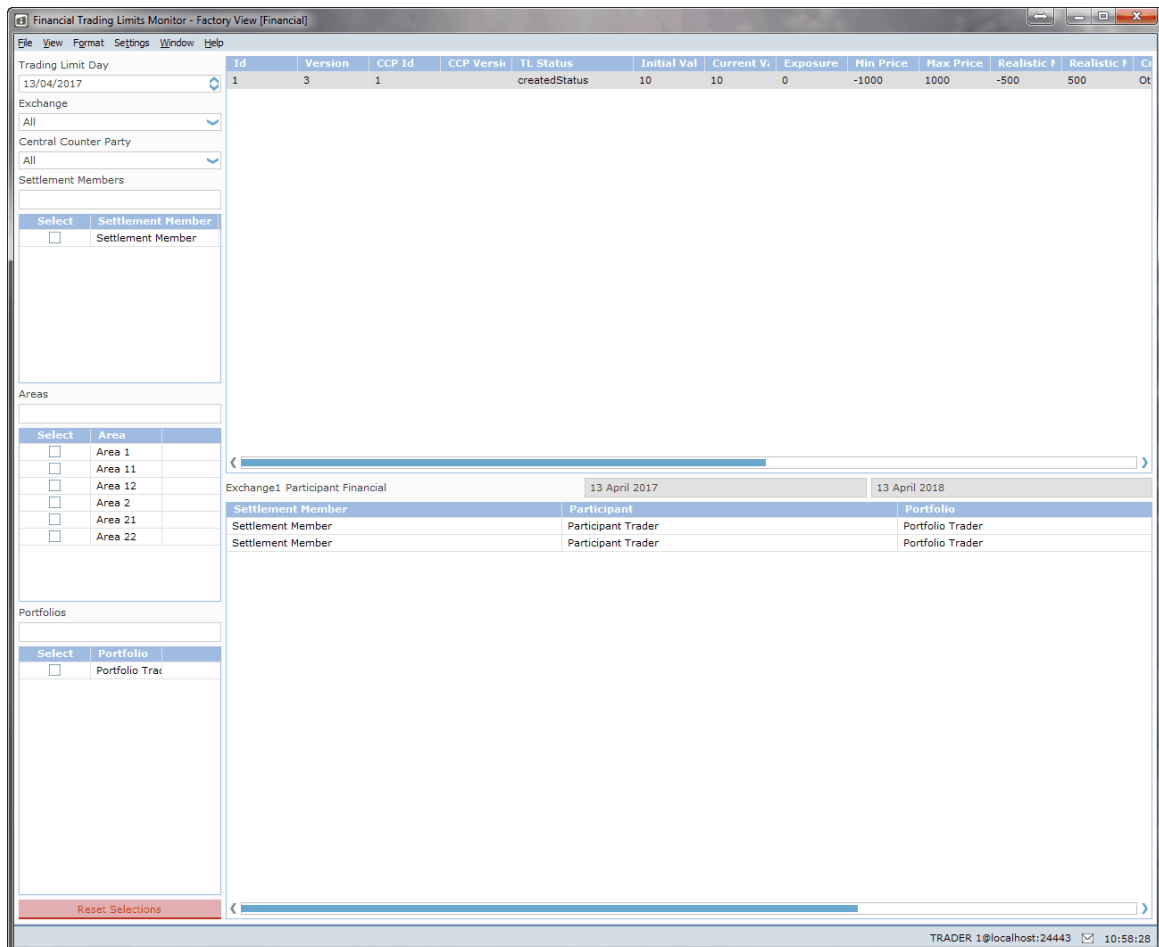 Financial Trading Limits Monitor - Factory View [Financial]
File View Format Settings Window Help
Trading Limit Day
13/04/2017
Exchange
All
Central Counter Party
All
Settlement Members
Select Settlement Member
Settlement Member
Areas
Select Area
Area 1
Area 11
Area 12
Area 2
Area 21
Area 22
Portfolios
Select Portfolio
Portfolio Trac
Reset Selections
Id Version CCP Id CCP Versic TL Status Initial Val Current Va Exposure Min Price Max Price Realistic M Realistic M Cr
1 3 1 createdStatus 10 10 0 -1000 1000 -500 500 Ot
Exchange1 Participant Financial 13 April 2017 13 April 2018
Settlement Member Participant Portfolio
Settlement Member Participant Trader Portfolio Trader
Settlement Member Participant Trader Portfolio Trader
TRADER 1@localhost:24443 10:58:28